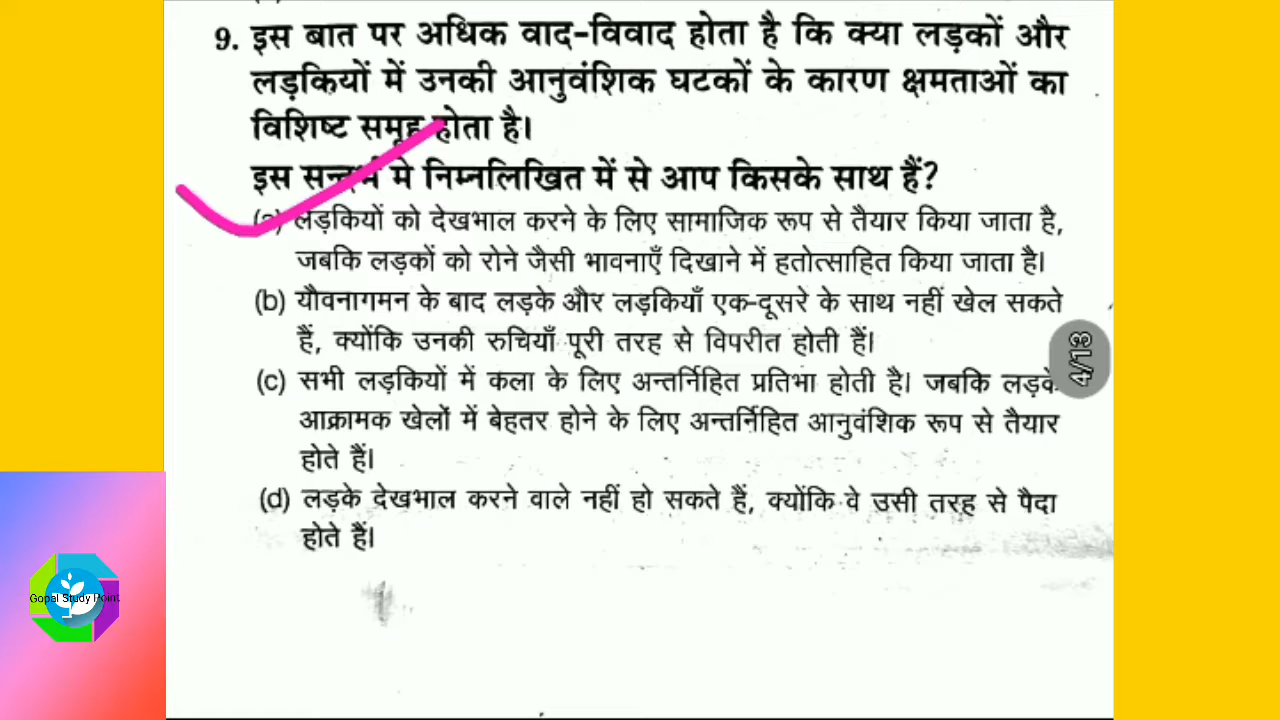 9. इस बात पर अधिक वाद-विवाद होता है कि क्या लड़कों और
लड़कियों में उनकी आनुवंशिक घटकों के कारण क्षमताओं का
विशिष्ट समूह होता है।
इस सन्दर्भ मे निम्नलिखित में से आप किसके साथ हैं?
(a) लड़कियों को देखभाल करने के लिए सामाजिक रूप से तैयार किया जाता है,
जबकि लड़कों को रोने जैसी भावनाएँ दिखाने में हतोत्साहित किया जाता है।
(b) यौवनागमन के बाद लड़के और लड़कियाँ एक-दूसरे के साथ नहीं खेल सकते
हैं, क्योंकि उनकी रुचियाँ पूरी तरह से विपरीत होती हैं।
4/13
(c) सभी लड़कियों में कला के लिए अन्तर्निहित प्रतिभा होती है। जबकि लड़के
आक्रामक खेलों में बेहतर होने के लिए अन्तर्निहित आनुवंशिक रूप से तैयार
होते हैं।
(d) लड़के देखभाल करने वाले नहीं हो सकते हैं, क्योंकि वे उसी तरह से पैदा
होते हैं।
Gopal Study Point